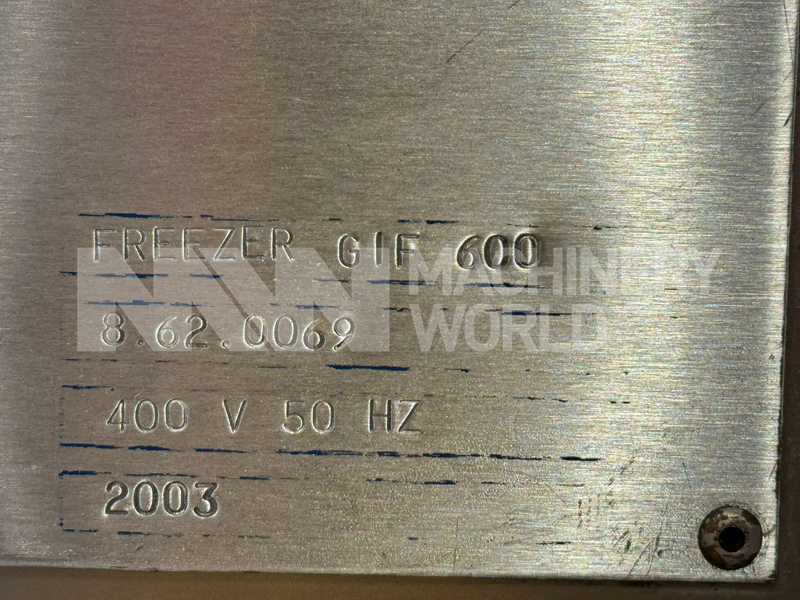 FREEZER GIF 600
MACHINERY
WORLD
8.62.0069
400 V 50 HZ
2003